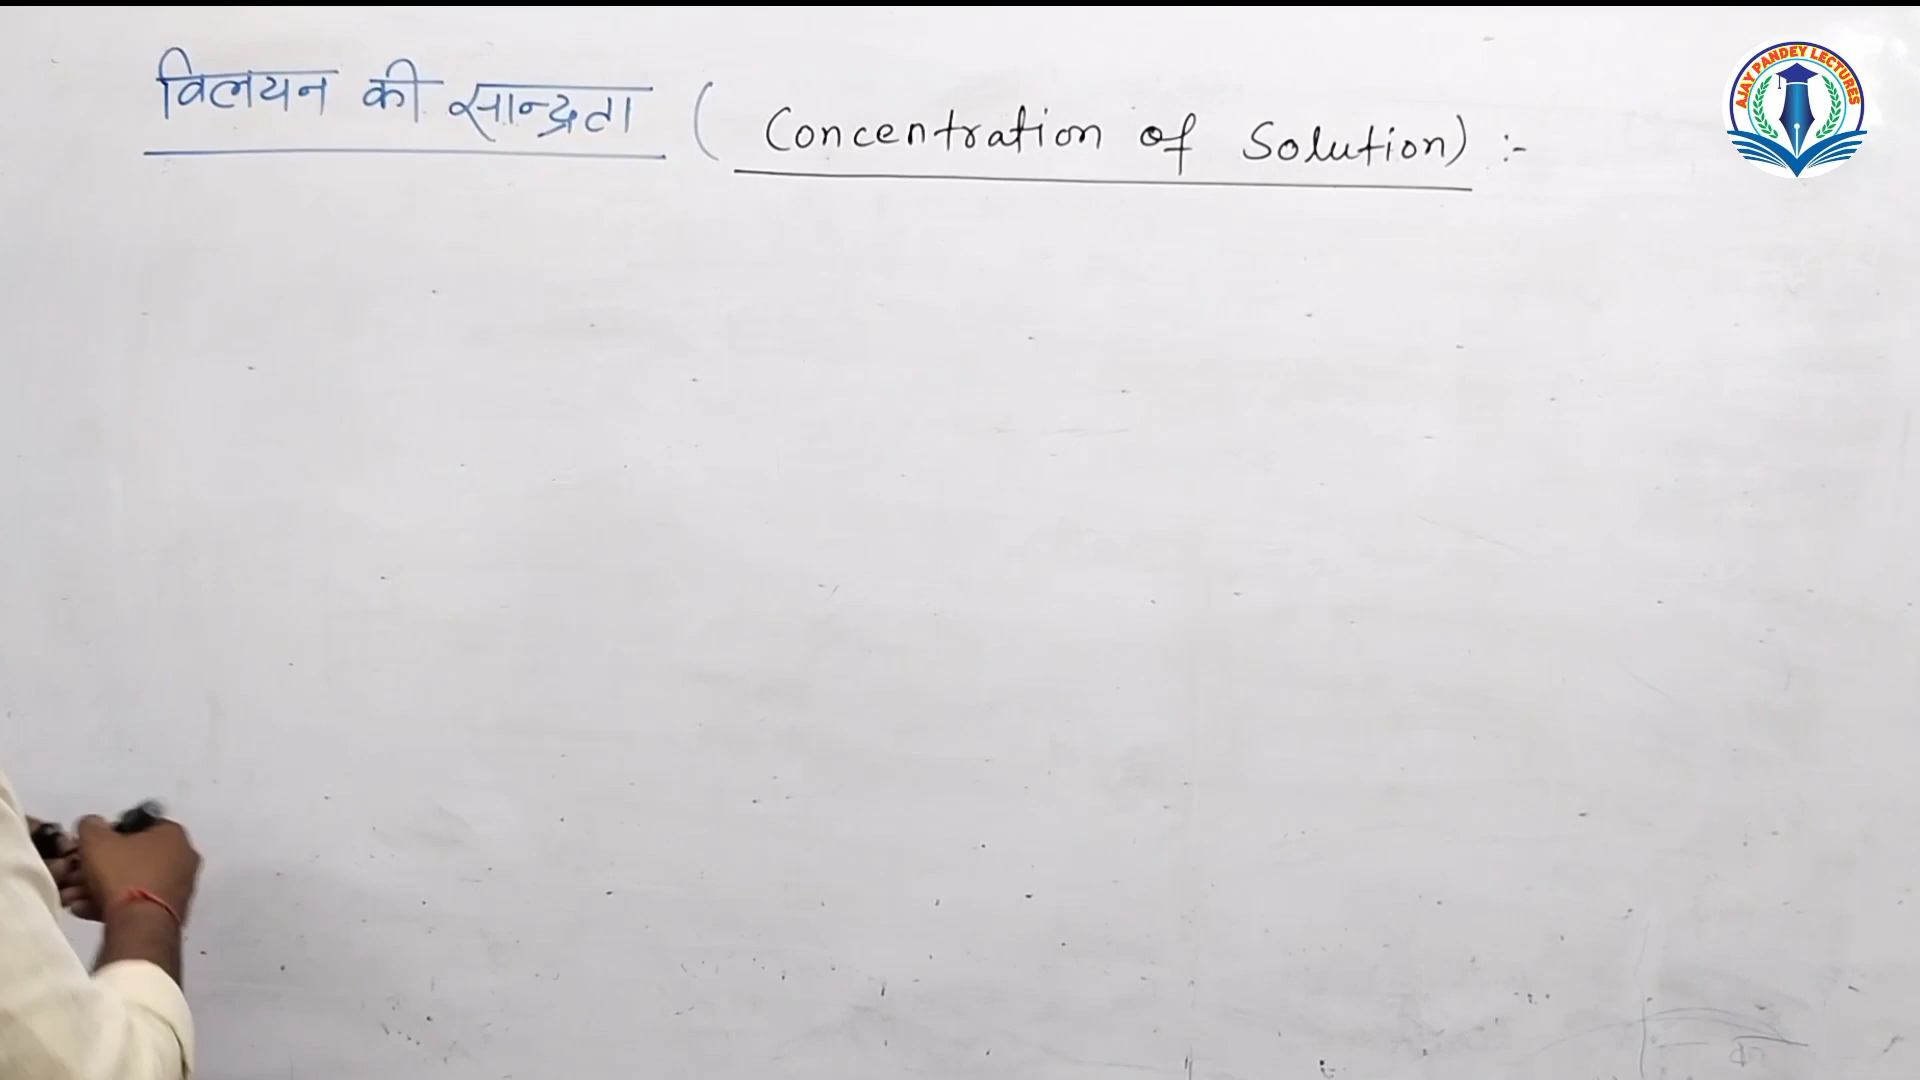 विलयन की सान्द्रता ( Concentration of Solution) :-
AJAY PANDEY LECTURES